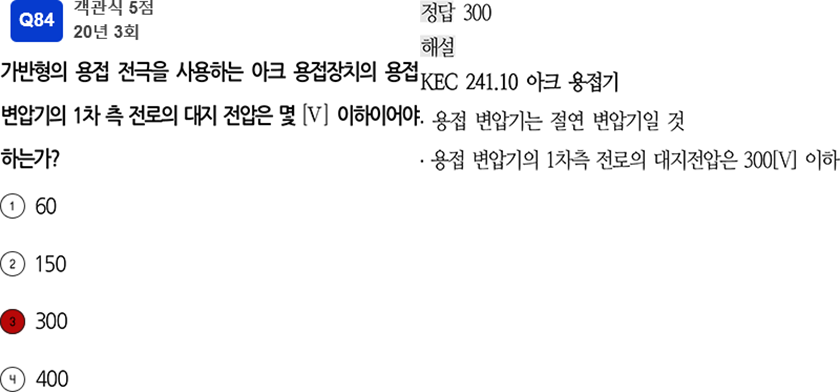 Q84
객관식 5점
20년 3회
가반형의 용접 전극을 사용하는 아크 용접장치의 용접
변압기의 1차 측 전로의 대지 전압은 몇 [V] 이하이어야
하는가?
① 60
② 150
③ 300
④ 400
정답 300
해설
KEC 241.10 아크 용접기
· 용접 변압기는 절연 변압기일 것
· 용접 변압기의 1차측 전로의 대지전압은 300[V] 이하